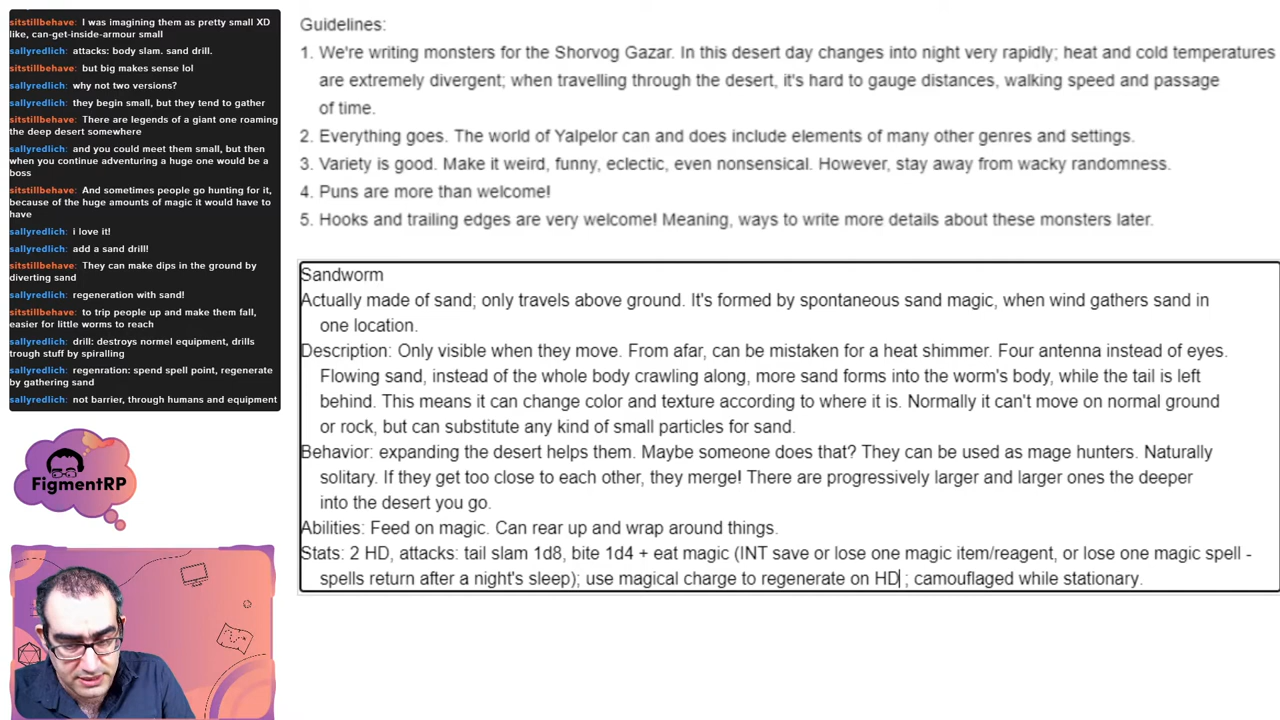 sitstillbehave: I was imagining them as pretty small XD
like, can-get-inside-armour small
sallyredlich: attacks: body slam. sand drill.
sitstillbehave: but big makes sense lol
sallyredlich: why not two versions?
sallyredlich: they begin small, but they tend to gather
sitstillbehave: There are legends of a giant one roaming
the deep desert somewhere
sallyredlich: and you could meet them small, but then
when you continue adventuring a huge one would be a
boss
sitstillbehave: And sometimes people go hunting for it,
because of the huge amounts of magic it would have to
have
sallyredlich: i love it!
sallyredlich: add a sand drill!
sitstillbehave: They can make dips in the ground by
diverting sand
sallyredlich: regeneration with sand!
sitstillbehave: to trip people up and make them fall,
easier for little worms to reach
sallyredlich: drill: destroys normel equipment, drills
trough stuff by spiralling
sallyredlich: regenration: spend spell point, regenerate
by gathering sand
sallyredlich: not barrier, through humans and equipment
FigmentRP
Guidelines:
1. We're writing monsters for the Shorvog Gazar. In this desert day changes into night very rapidly; heat and cold temperatures
are extremely divergent; when travelling through the desert, it's hard to gauge distances, walking speed and passage
of time.
2. Everything goes. The world of Yalpelor can and does include elements of many other genres and settings.
3. Variety is good. Make it weird, funny, eclectic, even nonsensical. However, stay away from wacky randomness.
4. Puns are more than welcome!
5. Hooks and trailing edges are very welcome! Meaning, ways to write more details about these monsters later.
Sandworm
Actually made of sand; only travels above ground. It's formed by spontaneous sand magic, when wind gathers sand in
one location.
Description: Only visible when they move. From afar, can be mistaken for a heat shimmer. Four antenna instead of eyes.
Flowing sand, instead of the whole body crawling along, more sand forms into the worm's body, while the tail is left
behind. This means it can change color and texture according to where it is. Normally it can't move on normal ground
or rock, but can substitute any kind of small particles for sand.
Behavior: expanding the desert helps them. Maybe someone does that? They can be used as mage hunters. Naturally
solitary. If they get too close to each other, they merge! There are progressively larger and larger ones the deeper
into the desert you go.
Abilities: Feed on magic. Can rear up and wrap around things.
Stats: 2 HD, attacks: tail slam 1d8, bite 1d4 + eat magic (INT save or lose one magic item/reagent, or lose one magic spell -
spells return after a night's sleep); use magical charge to regenerate on HD ; camouflaged while stationary.